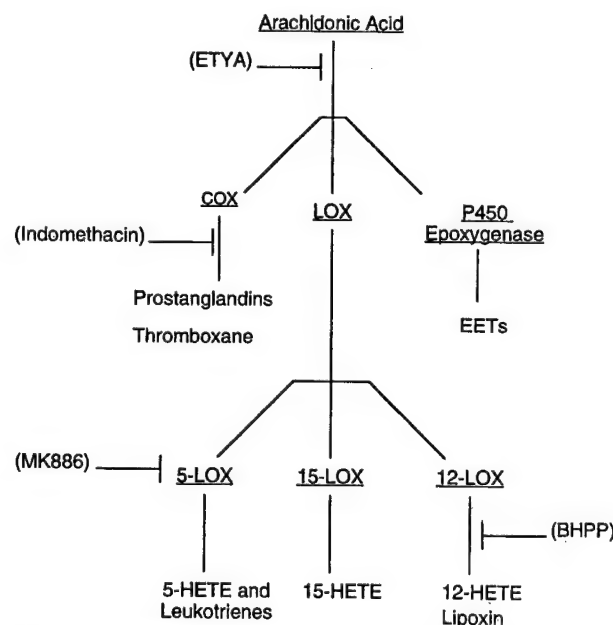 Arachidonic Acid
(ETYA)
COX
LOX
P450
Epoxygenase
(Indomethacin)
Prostanglandins
Thromboxane
EETs
(MK886)
5-LOX
15-LOX
12-LOX
(BHPP)
5-HETE and
Leukotrienes
15-HETE
12-HETE
Lipoxin